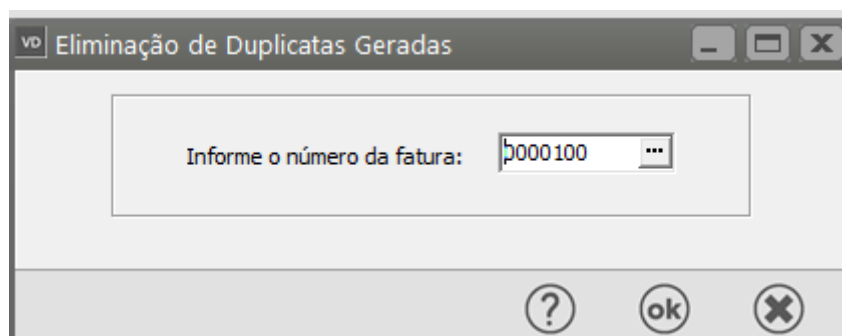 VD Eliminação de Duplicatas Geradas
Informe o número da fatura: 0000100 ...
? ok